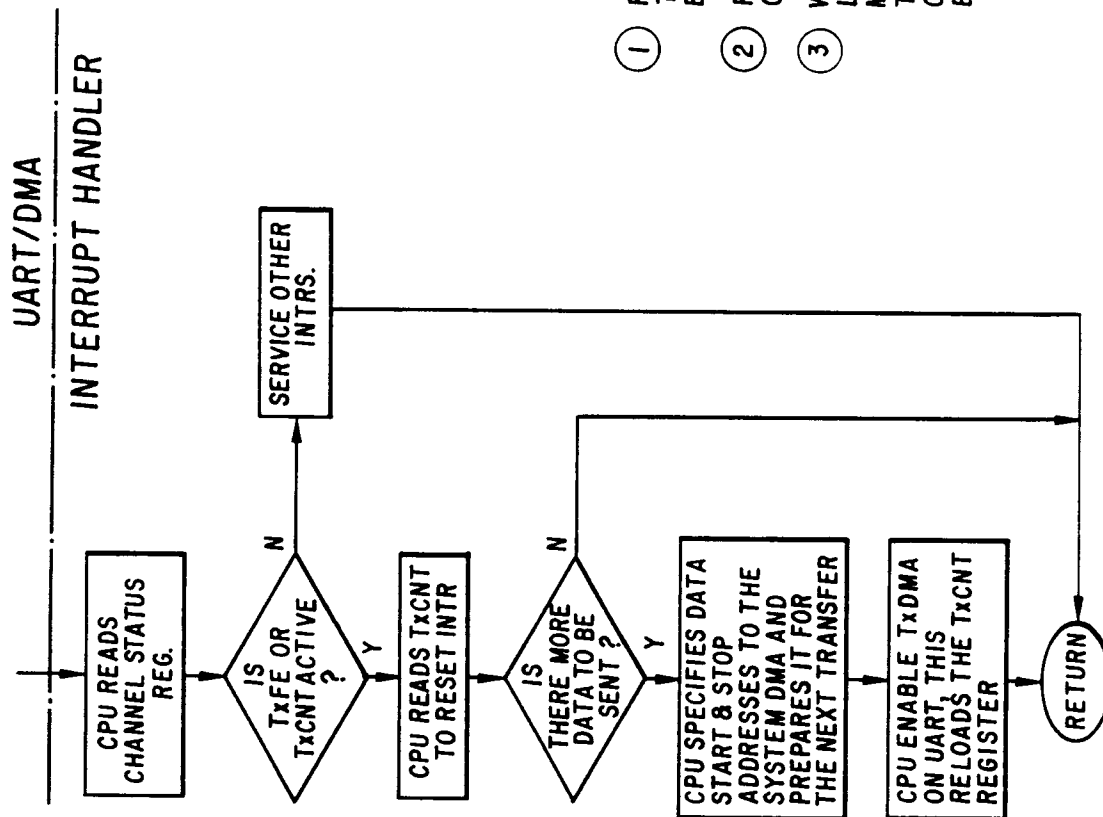 UART/DMA
INTERRUPT HANDLER
CPU READS
CHANNEL STATUS
REG.
IS
TxFE OR
TxCNT ACTIVE
?
N
SERVICE OTHER
INTRS.
Y
CPU READS TxCNT
TO RESET INTR
IS
THERE MORE
DATA TO BE
SENT ?
N
Y
CPU SPECIFIES DATA
START & STOP
ADDRESSES TO THE
SYSTEM DMA AND
PREPARES IT FOR
THE NEXT TRANSFER
CPU ENABLE TxDMA
ON UART, THIS
RELOADS THE TxCNT
REGISTER
RETURN
1
2
3